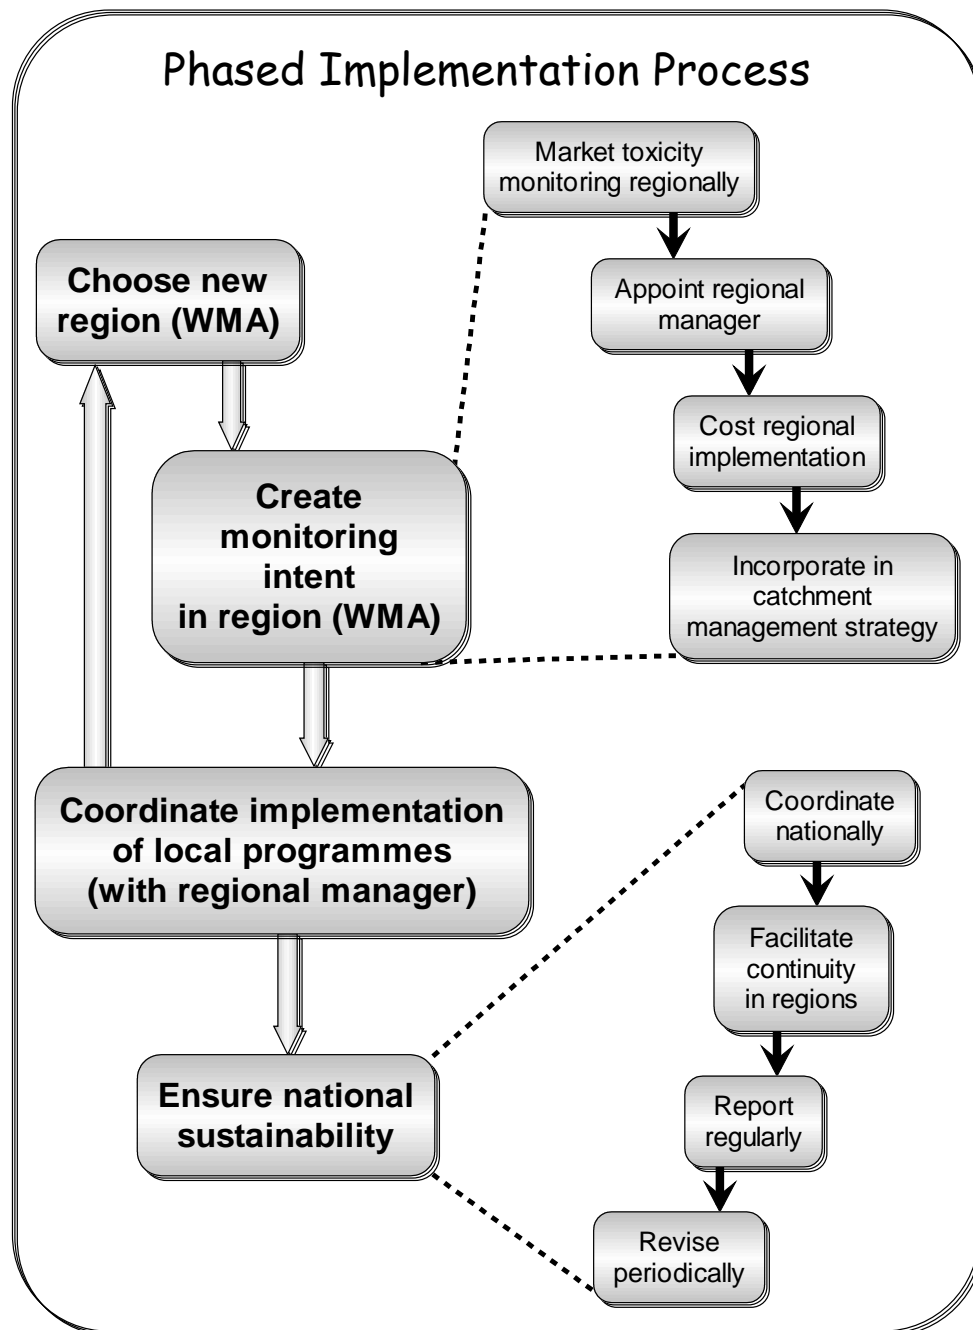 Phased Implementation Process
Market toxicity
monitoring regionally
Choose new
region (WMA)
Appoint regional
manager
Cost regional
implementation
Create
monitoring
intent
in region (WMA)
Incorporate in
catchment
management strategy
Coordinate implementation
of local programmes
(with regional manager)
Coordinate
nationally
Facilitate
continuity
in regions
Ensure national
sustainability
Report
regularly
Revise
periodically